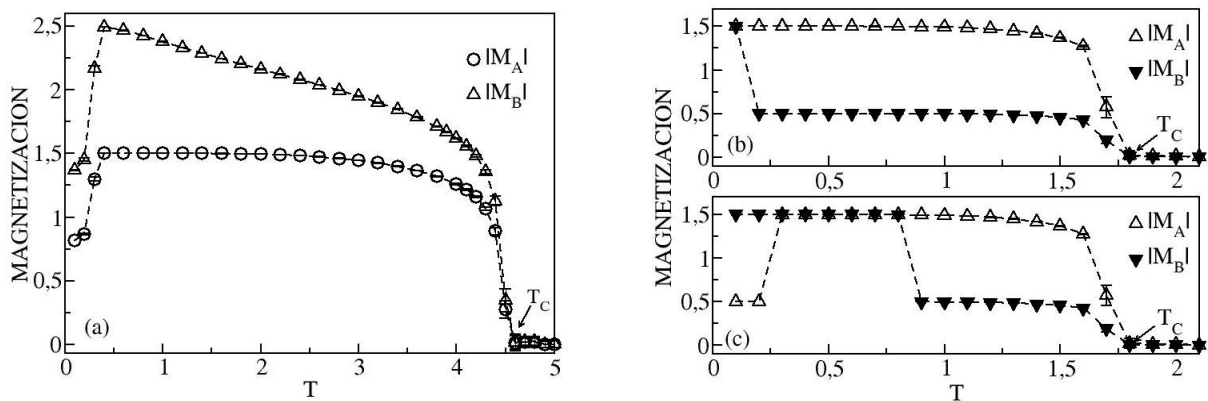 2,5
2
1.5
1
0.5
0
MAGNETIZACION
|M_A|
|M_B|
T_C
(a)
0 1 2 3 4 5
T
1,5
1
0.5
0
|M_A|
|M_B|
T_C
(b)
0 0,5 1 1,5 2
MAGNETIZACION
1.5
1
0.5
0
|M_A|
|M_B|
T_C
(c)
0 0,5 1 1,5 2
T